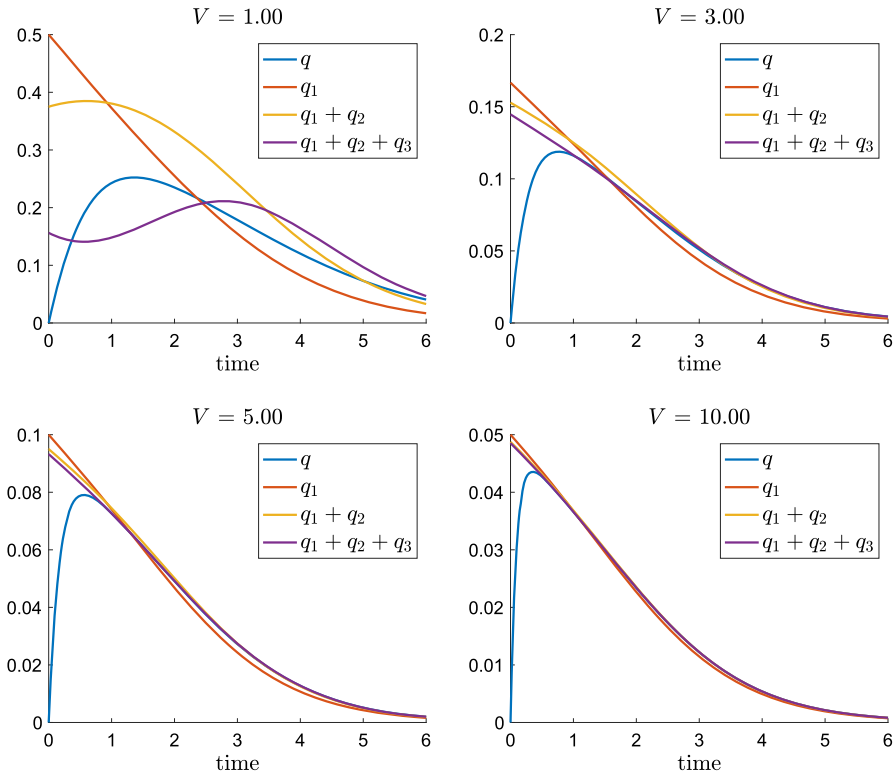 V = 1.00
0.5
0.4
0.3
0.2
0.1
0
0 1 2 3 4 5 6
time
q
q₁
q₁ + q₂
q₁ + q₂ + q₃
V = 3.00
0.2
0.15
0.1
0.05
0
0 1 2 3 4 5 6
time
q
q₁
q₁ + q₂
q₁ + q₂ + q₃
V = 5.00
0.1
0.08
0.06
0.04
0.02
0
0 1 2 3 4 5 6
time
q
q₁
q₁ + q₂
q₁ + q₂ + q₃
V = 10.00
0.05
0.04
0.03
0.02
0.01
0
0 1 2 3 4 5 6
time
q
q₁
q₁ + q₂
q₁ + q₂ + q₃